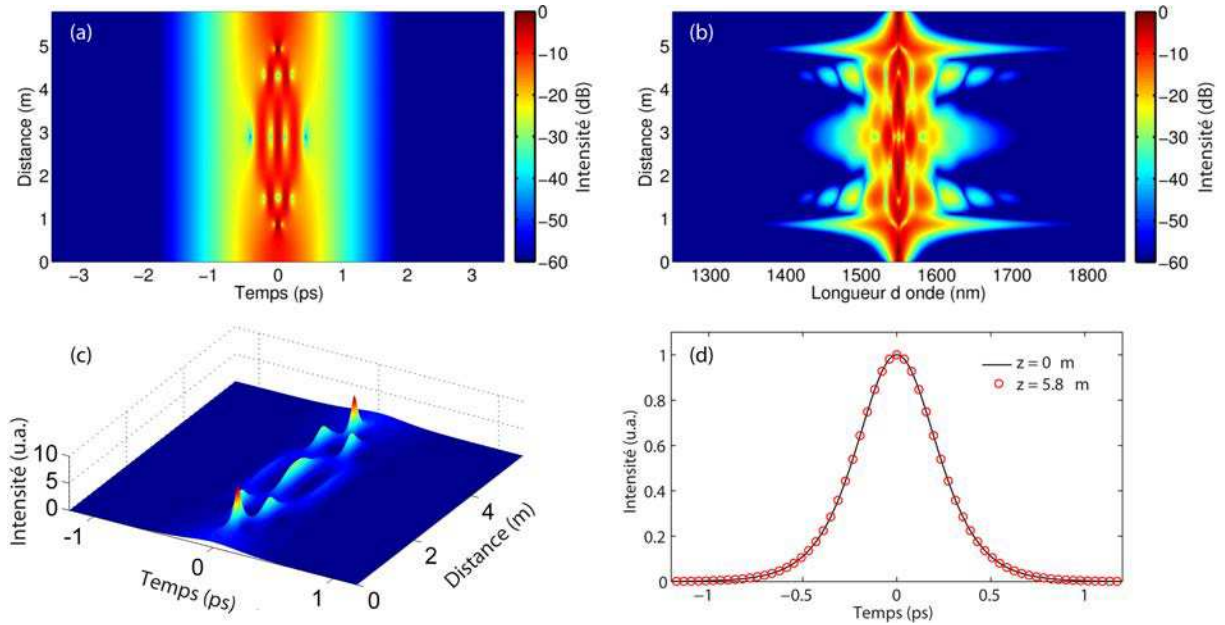 (a)
Distance (m)
5
4
3
2
1
0
−3 −2 −1 0 1 2 3
Temps (ps)
0
−10
−20
−30
−40
−50
−60
Intensité (dB)
(b)
Distance (m)
5
4
3
2
1
0
1300 1400 1500 1600 1700 1800
Longueur d onde (nm)
0
−10
−20
−30
−40
−50
−60
Intensité (dB)
(c)
Intensité (u.a.)
10
5
0
-1 0 1
Temps (ps)
0 2 4
Distance (m)
(d)
z = 0 m
z = 5.8 m
Intensité (u.a.)
1
0.8
0.6
0.4
0.2
0
−1 −0.5 0 0.5 1
Temps (ps)